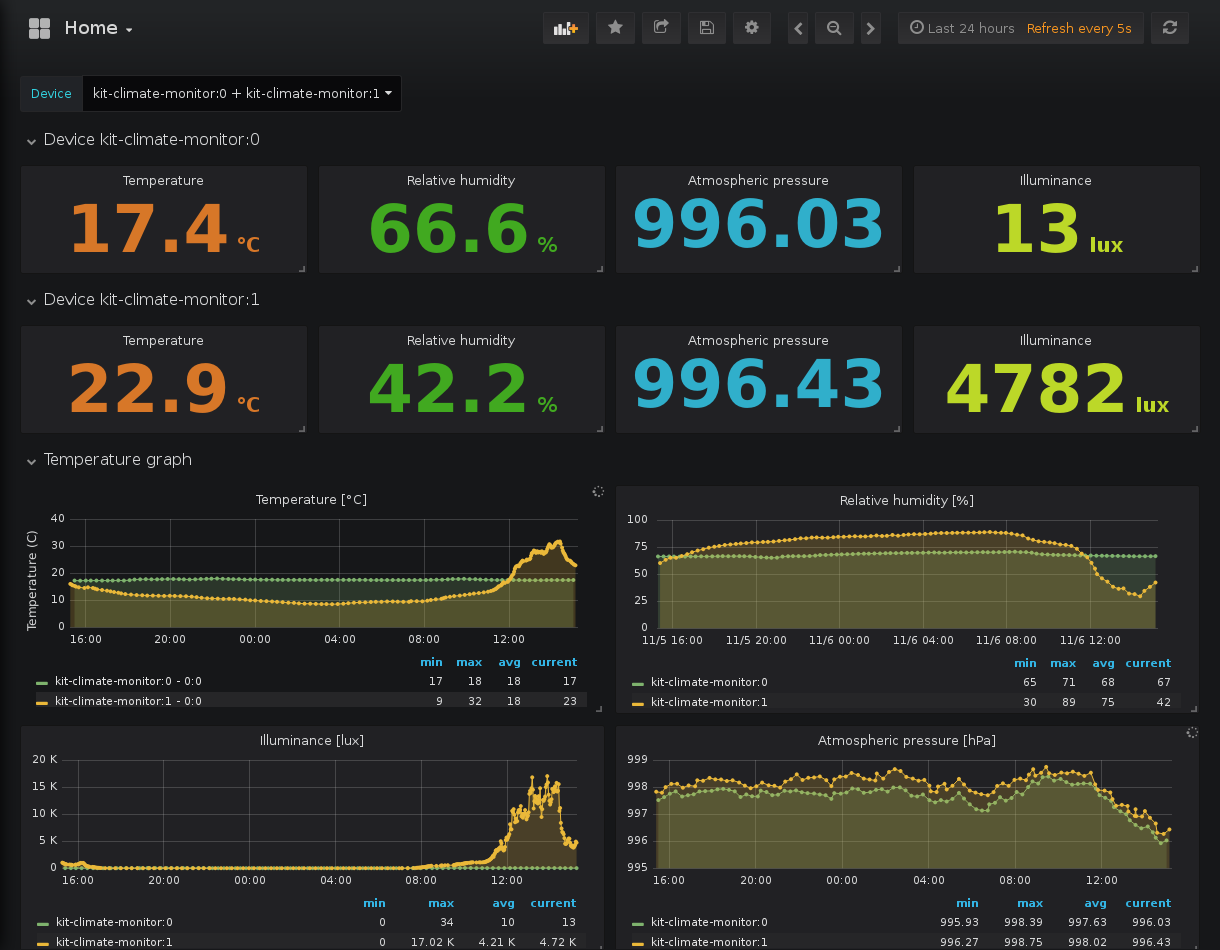 Home
Last 24 hours Refresh every 5s
Device kit-climate-monitor:0 + kit-climate-monitor:1
Device kit-climate-monitor:0
Temperature Relative humidity Atmospheric pressure Illuminance
17.4 °C 66.6 % 996.03 13 lux
Device kit-climate-monitor:1
Temperature Relative humidity Atmospheric pressure Illuminance
22.9 °C 42.2 % 996.43 4782 lux
Temperature graph
Temperature [°C]
Temperature (C)
40
30
20
10
0
16:00 20:00 00:00 04:00 08:00 12:00
min max avg current
kit-climate-monitor:0 - 0:0 17 18 18 17
kit-climate-monitor:1 - 0:0 9 32 18 23
Relative humidity [%]
100
75
50
25
0
11/5 16:00 11/5 20:00 11/6 00:00 11/6 04:00 11/6 08:00 11/6 12:00
min max avg current
kit-climate-monitor:0 65 71 68 67
kit-climate-monitor:1 30 89 75 42
Illuminance [lux]
20 K
15 K
10 K
5 K
0
16:00 20:00 00:00 04:00 08:00 12:00
min max avg current
kit-climate-monitor:0 0 34 10 13
kit-climate-monitor:1 0 17.02 K 4.21 K 4.72 K
Atmospheric pressure [hPa]
999
998
997
996
995
16:00 20:00 00:00 04:00 08:00 12:00
min max avg current
kit-climate-monitor:0 995.93 998.39 997.63 996.03
kit-climate-monitor:1 996.27 998.75 998.02 996.43